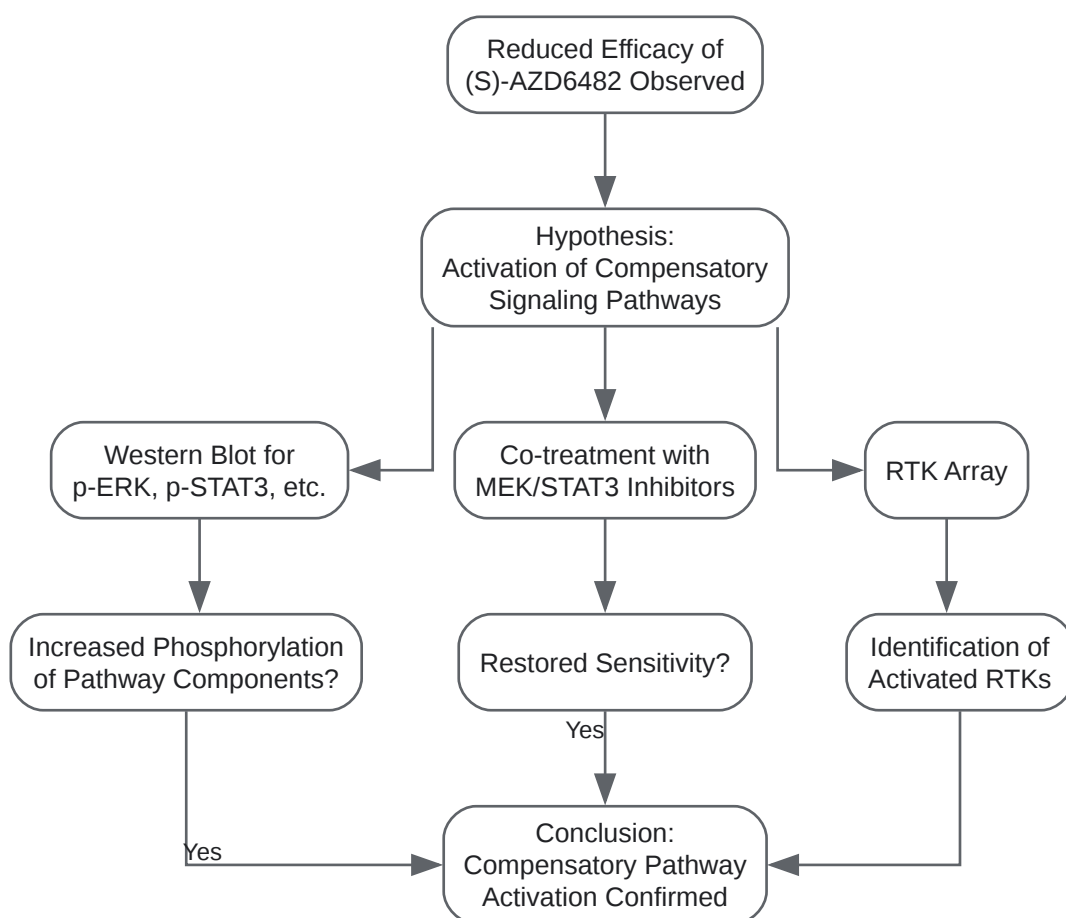 Reduced Efficacy of
(S)-AZD6482 Observed
Hypothesis:
Activation of Compensatory
Signaling Pathways
Western Blot for
p-ERK, p-STAT3, etc.
Co-treatment with
MEK/STAT3 Inhibitors
RTK Array
Increased Phosphorylation
of Pathway Components?
Restored Sensitivity?
Identification of
Activated RTKs
Yes
Yes
Conclusion:
Compensatory Pathway
Activation Confirmed